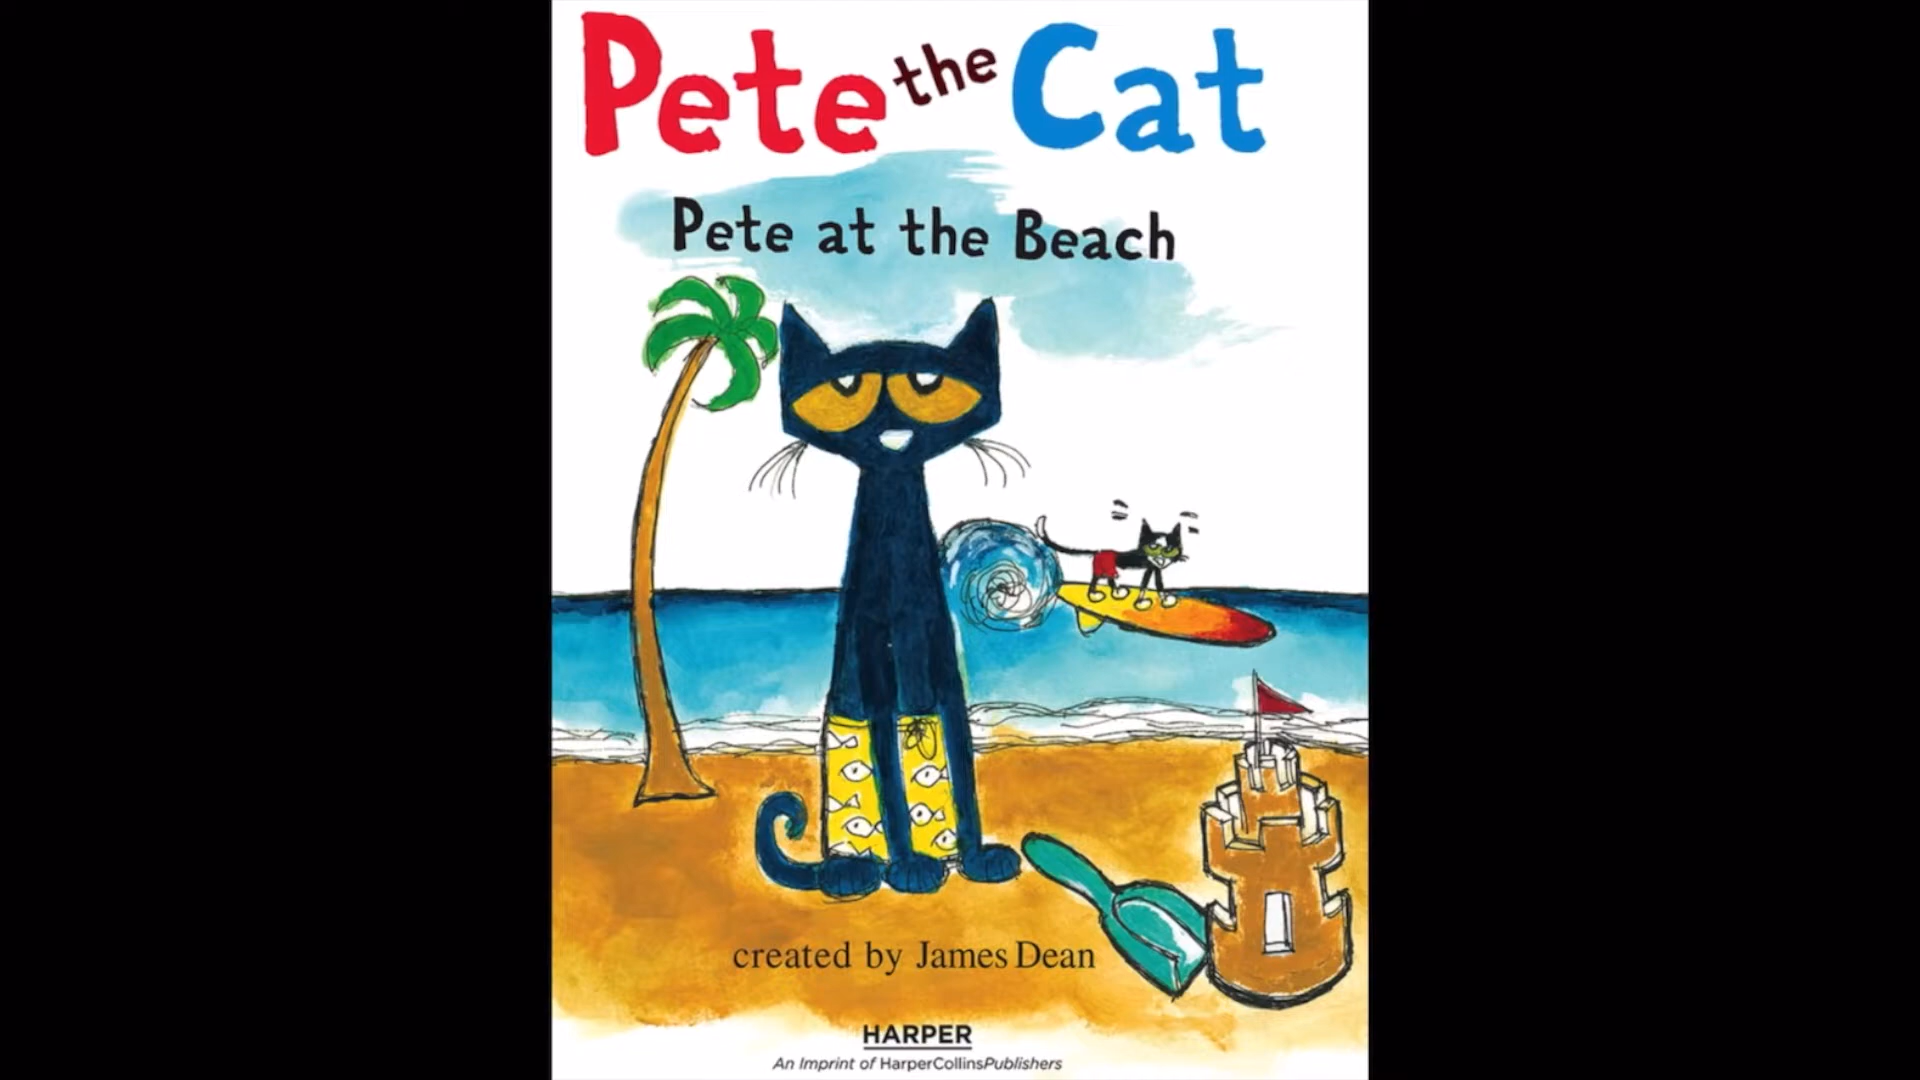 Pete the Cat
Pete at the Beach
created by James Dean
HARPER
An Imprint of HarperCollinsPublishers